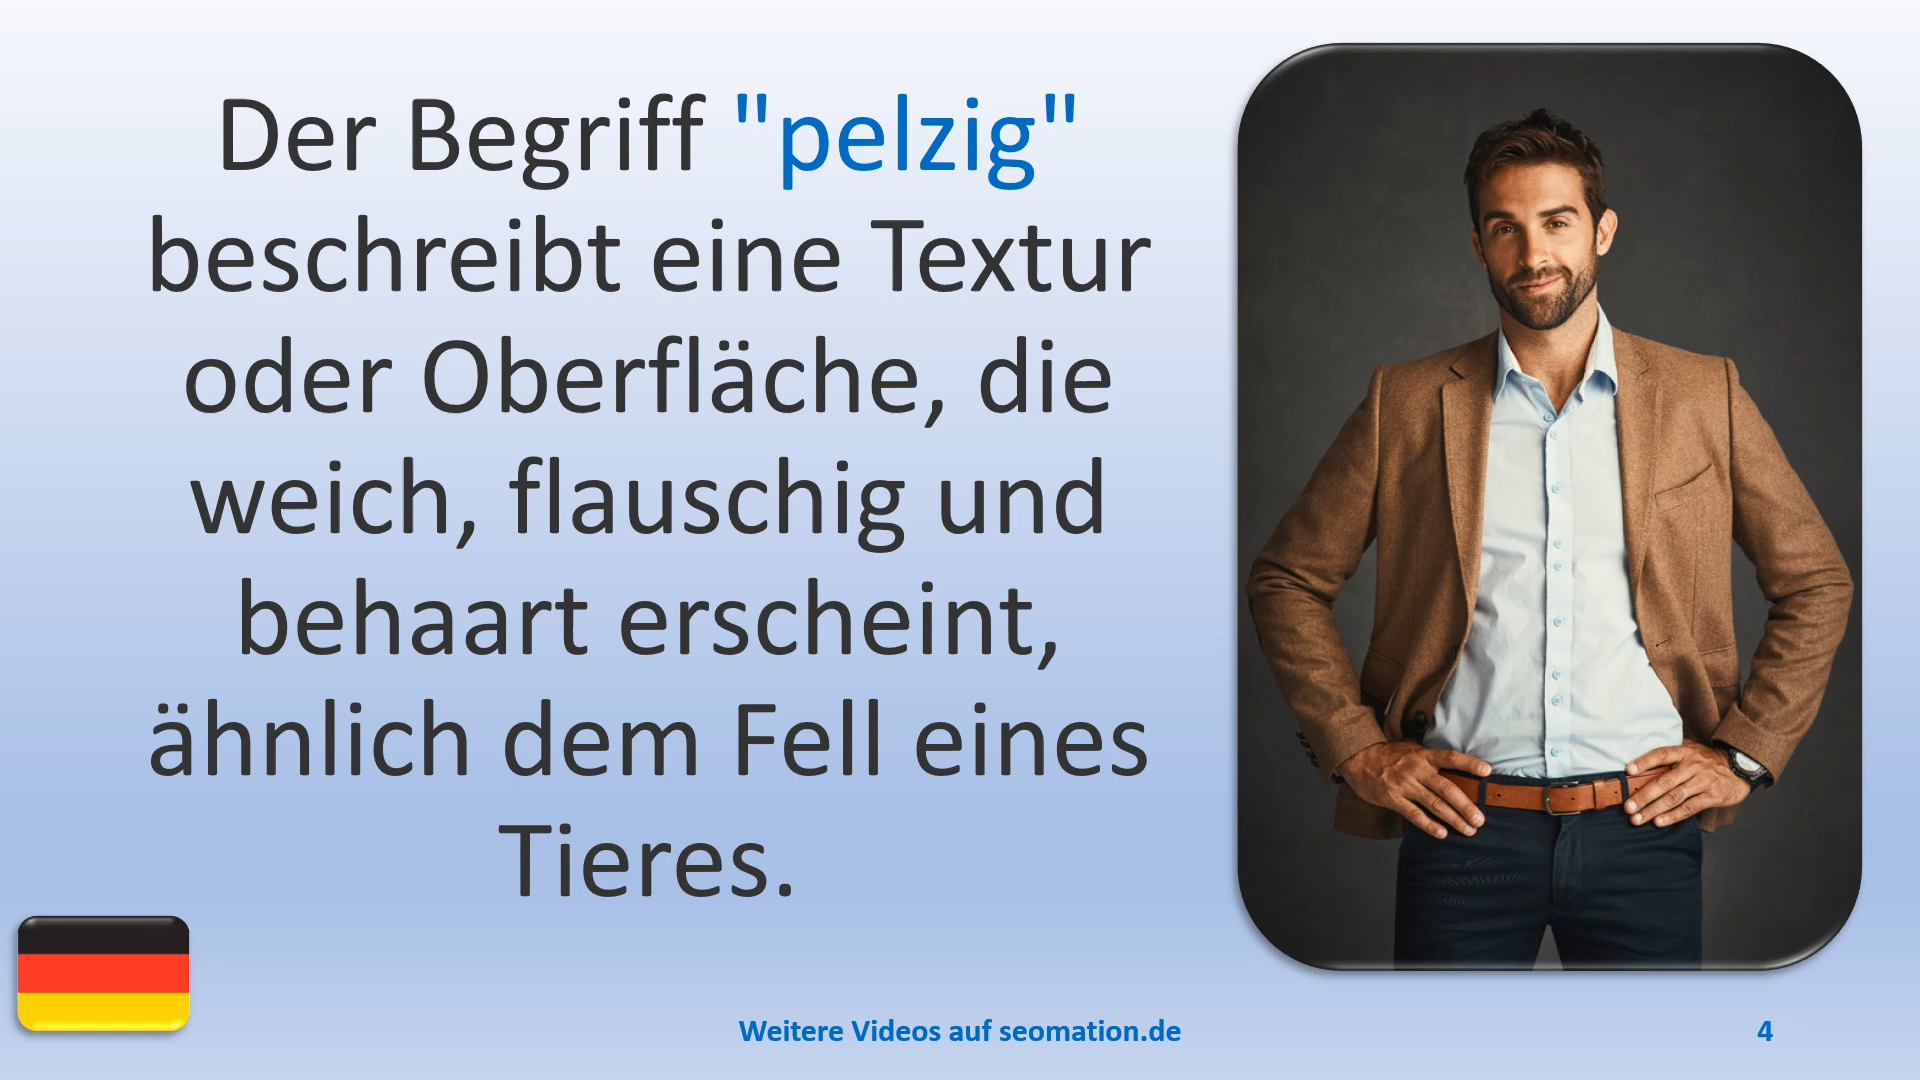 Der Begriff "pelzig"
beschreibt eine Textur
oder Oberfläche, die
weich, flauschig und
behaart erscheint,
ähnlich dem Fell eines
Tieres.
Weitere Videos auf seomation.de
4